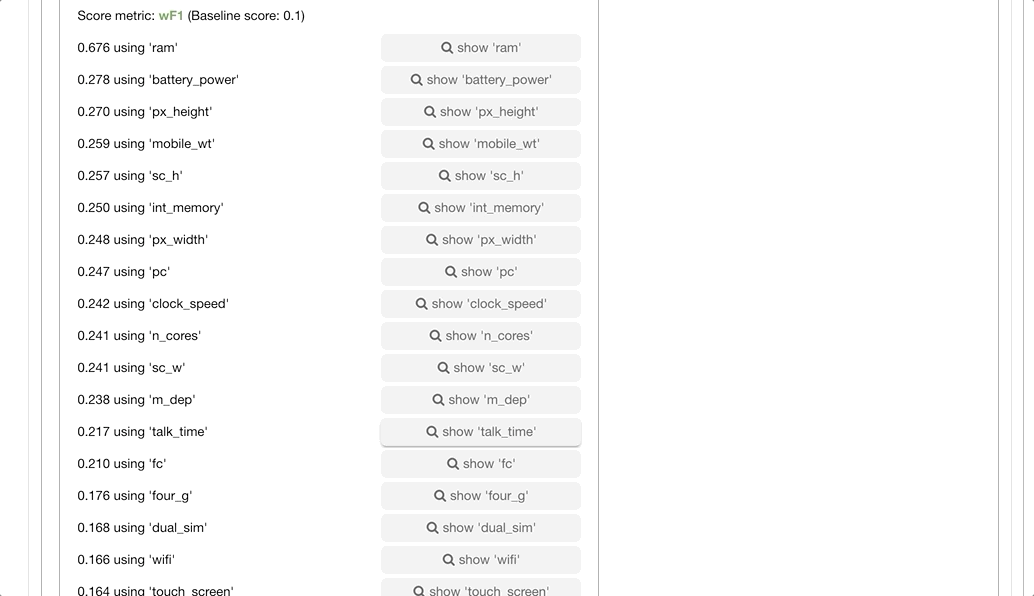 Score metric: wF1 (Baseline score: 0.1)
0.676 using 'ram' show 'ram'
0.278 using 'battery_power' show 'battery_power'
0.270 using 'px_height' show 'px_height'
0.259 using 'mobile_wt' show 'mobile_wt'
0.257 using 'sc_h' show 'sc_h'
0.250 using 'int_memory' show 'int_memory'
0.248 using 'px_width' show 'px_width'
0.247 using 'pc' show 'pc'
0.242 using 'clock_speed' show 'clock_speed'
0.241 using 'n_cores' show 'n_cores'
0.241 using 'sc_w' show 'sc_w'
0.238 using 'm_dep' show 'm_dep'
0.217 using 'talk_time' show 'talk_time'
0.210 using 'fc' show 'fc'
0.176 using 'four_g' show 'four_g'
0.168 using 'dual_sim' show 'dual_sim'
0.166 using 'wifi' show 'wifi'
0.164 using 'touch_screen' show 'touch_screen'